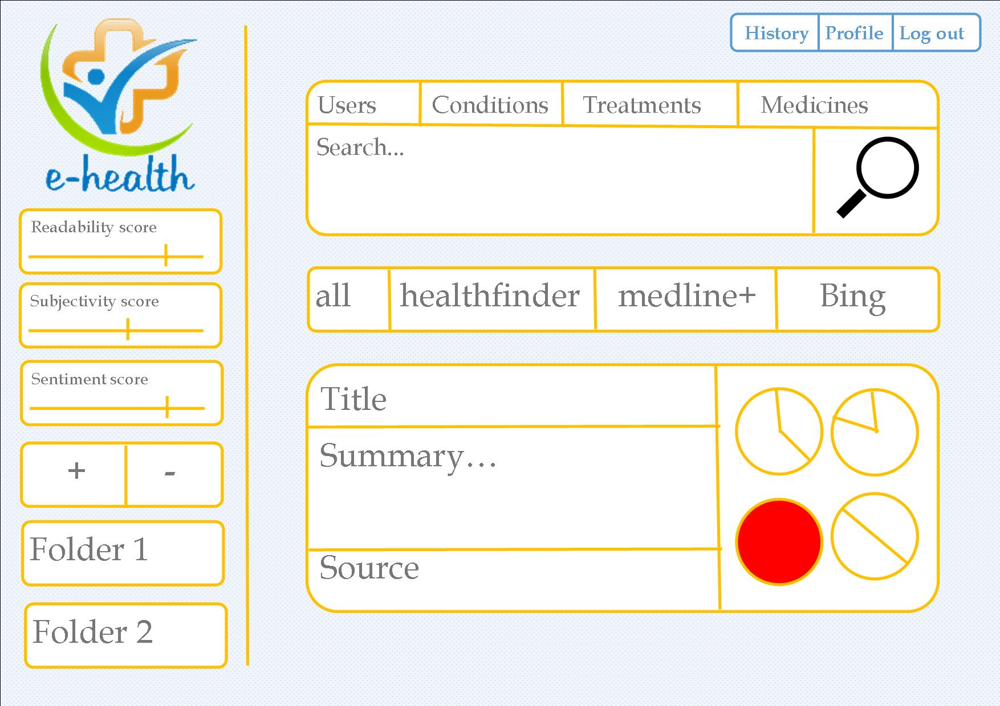 History Profile Log out
e-health
Readability score
Subjectivity score
Sentiment score
+ -
Folder 1
Folder 2
Users Conditions Treatments Medicines
Search...
all healthfinder medline+ Bing
Title
Summary…
Source